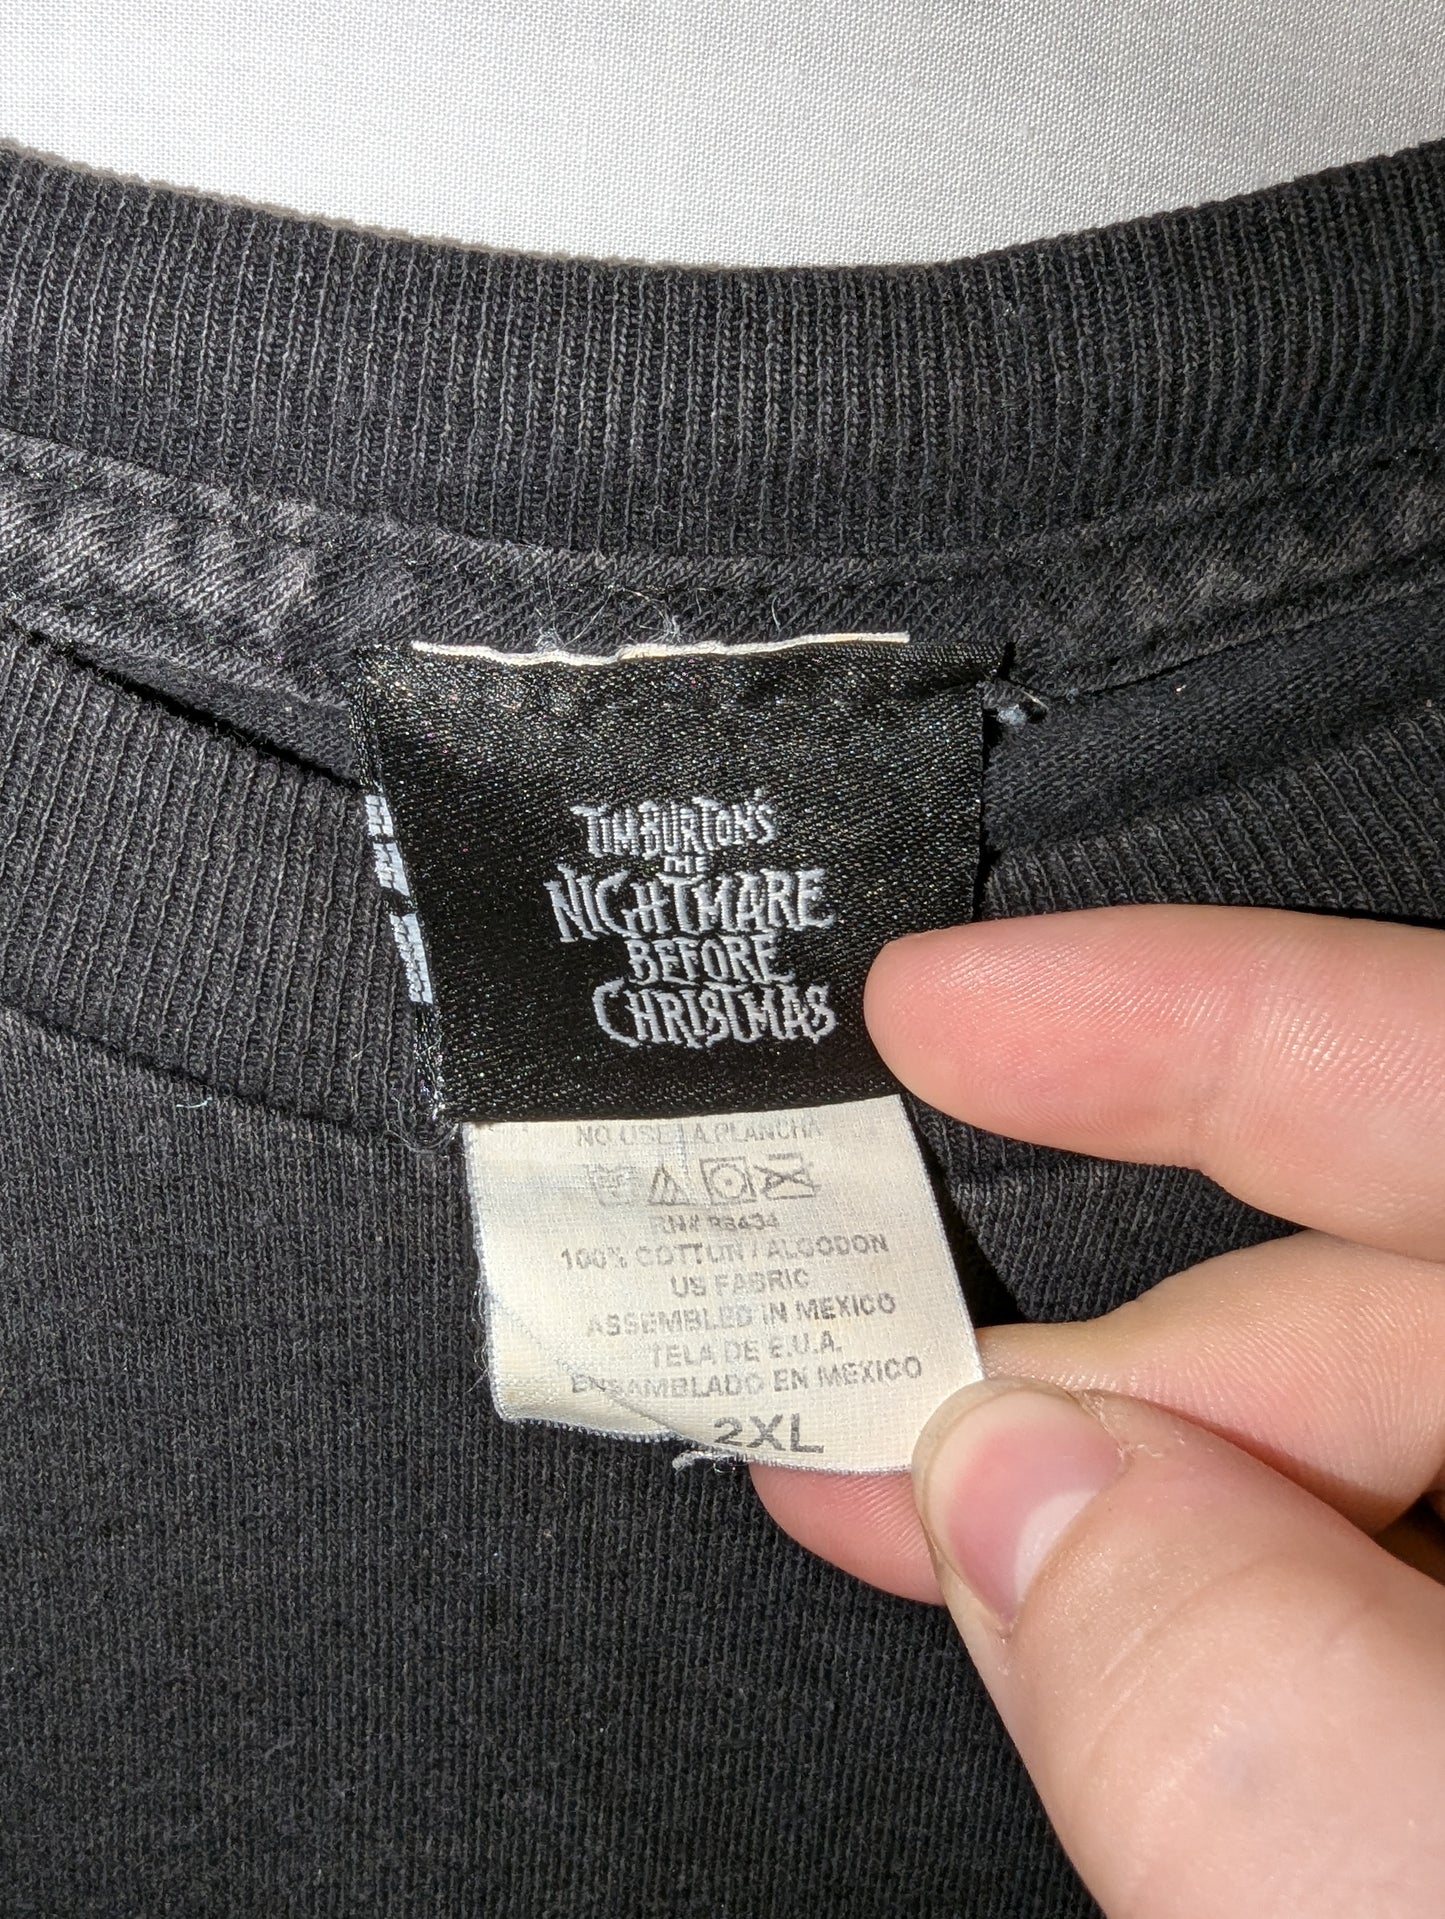 TIM BURTON'S
THE
NIGHTMARE
BEFORE
CHRISTMAS
NO USE LA PLANCHA
RN#
100% COTTON / ALGODON
US FABRIC
ASSEMBLED IN MEXICO
TELA DE E.U.A.
ENSAMBLADO EN MEXICO
2XL